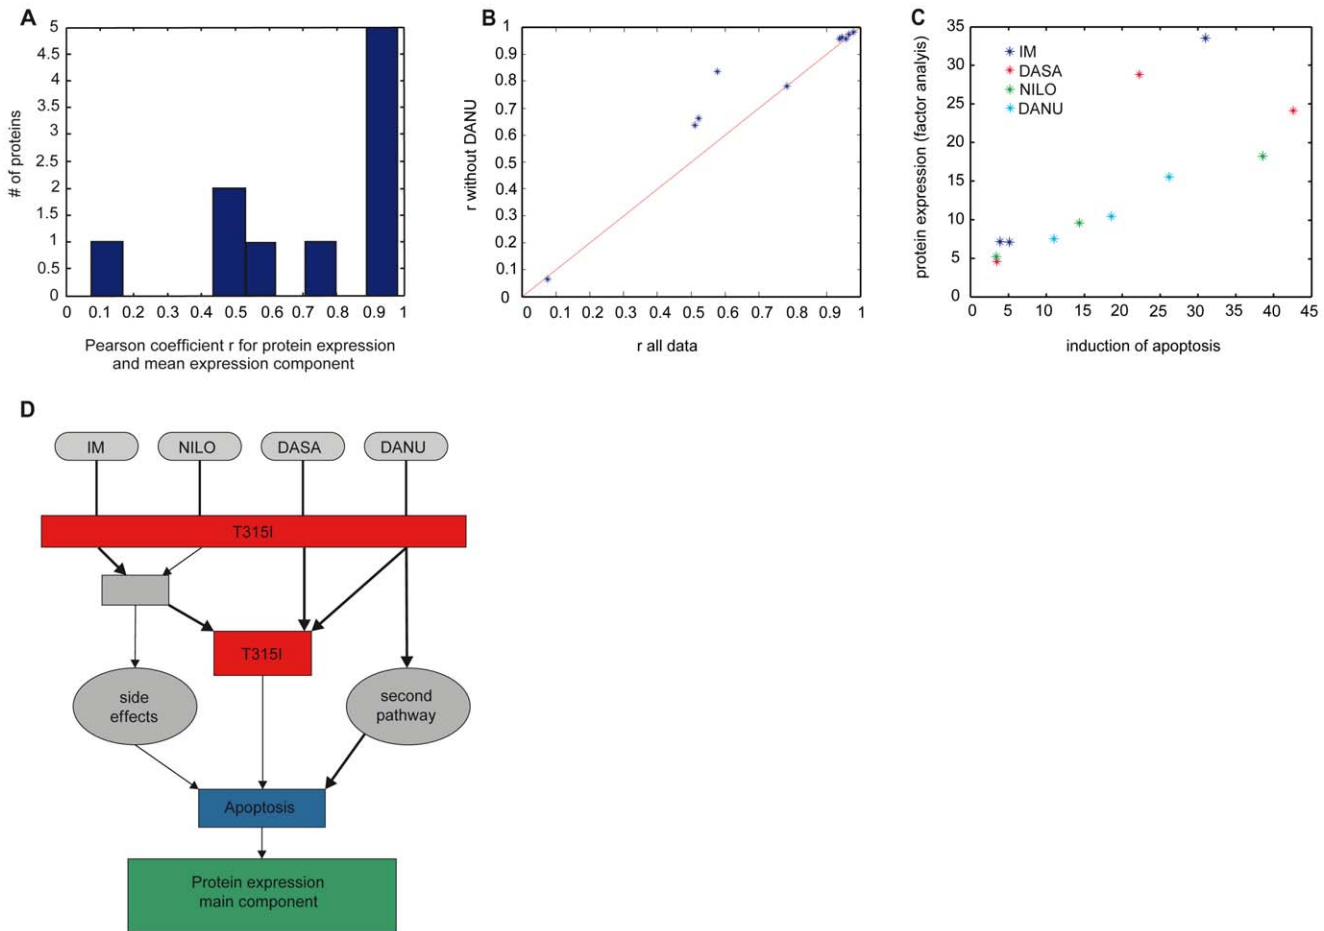 A
5
4.5
4
3.5
3
2.5
2
1.5
1
0.5
0
# of proteins
0 0.1 0.2 0.3 0.4 0.5 0.6 0.7 0.8 0.9 1
Pearson coefficient r for protein expression
and mean expression component
B
1
0.9
0.8
0.7
0.6
0.5
0.4
0.3
0.2
0.1
0
r without DANU
0 0.1 0.2 0.3 0.4 0.5 0.6 0.7 0.8 0.9 1
r all data
C
35
30
25
20
15
10
5
0
protein expression (factor analyis)
IM
DASA
NILO
DANU
0 5 10 15 20 25 30 35 40 45
induction of apoptosis
D
IM NILO DASA DANU
T315I
T315I
side
effects
second
pathway
Apoptosis
Protein expression
main component